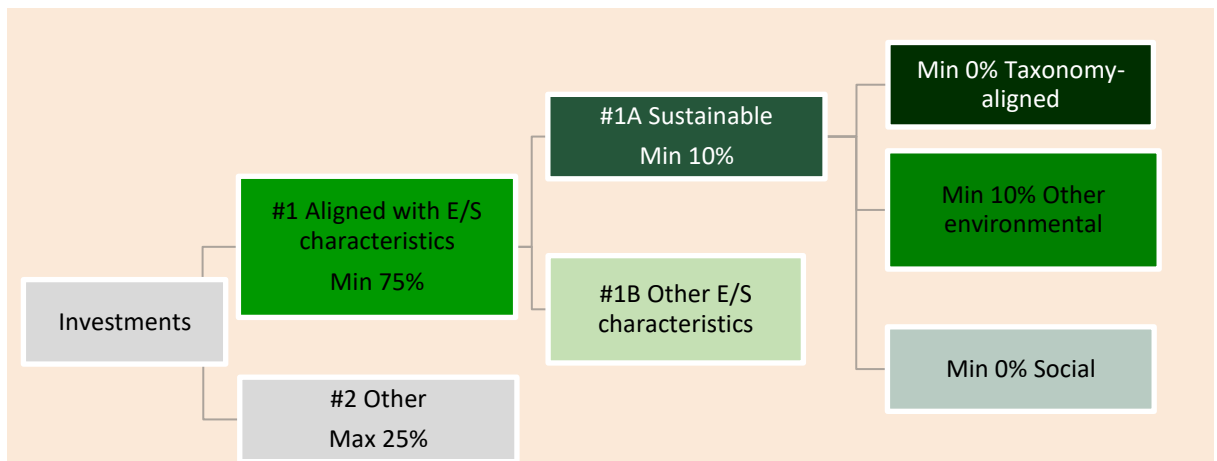 Investments
#1 Aligned with E/S
characteristics
Min 75%
#2 Other
Max 25%
#1A Sustainable
Min 10%
#1B Other E/S
characteristics
Min 0% Taxonomy-
aligned
Min 10% Other
environmental
Min 0% Social